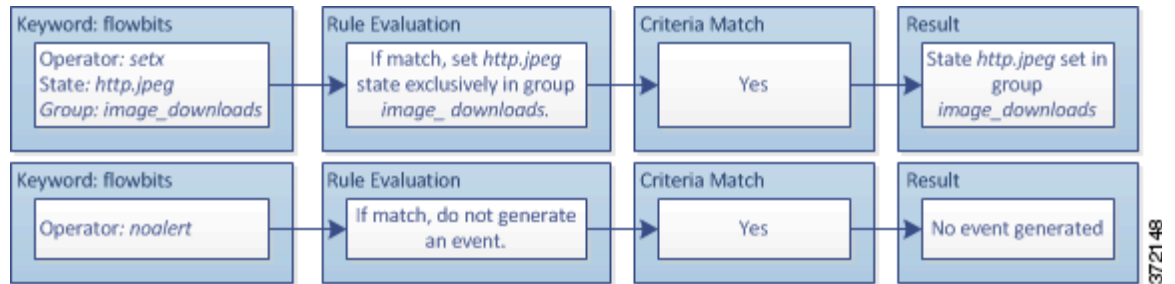 Keyword: flowbits
Operator: setx
State: http.jpeg
Group: image_downloads
Rule Evaluation
If match, set http.jpeg
state exclusively in group
image_ downloads.
Criteria Match
Yes
Result
State http.jpeg set in
group
image_downloads
Keyword: flowbits
Operator: noalert
Rule Evaluation
If match, do not generate
an event.
Criteria Match
Yes
Result
No event generated
372148